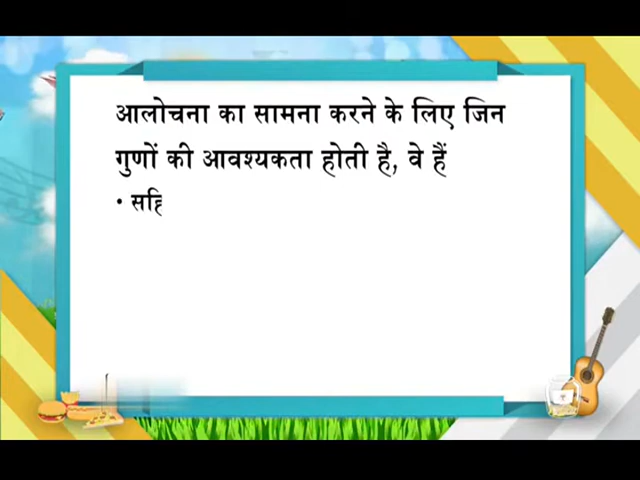 आलोचना का सामना करने के लिए जिन
गुणों की आवश्यकता होती है, वे हैं